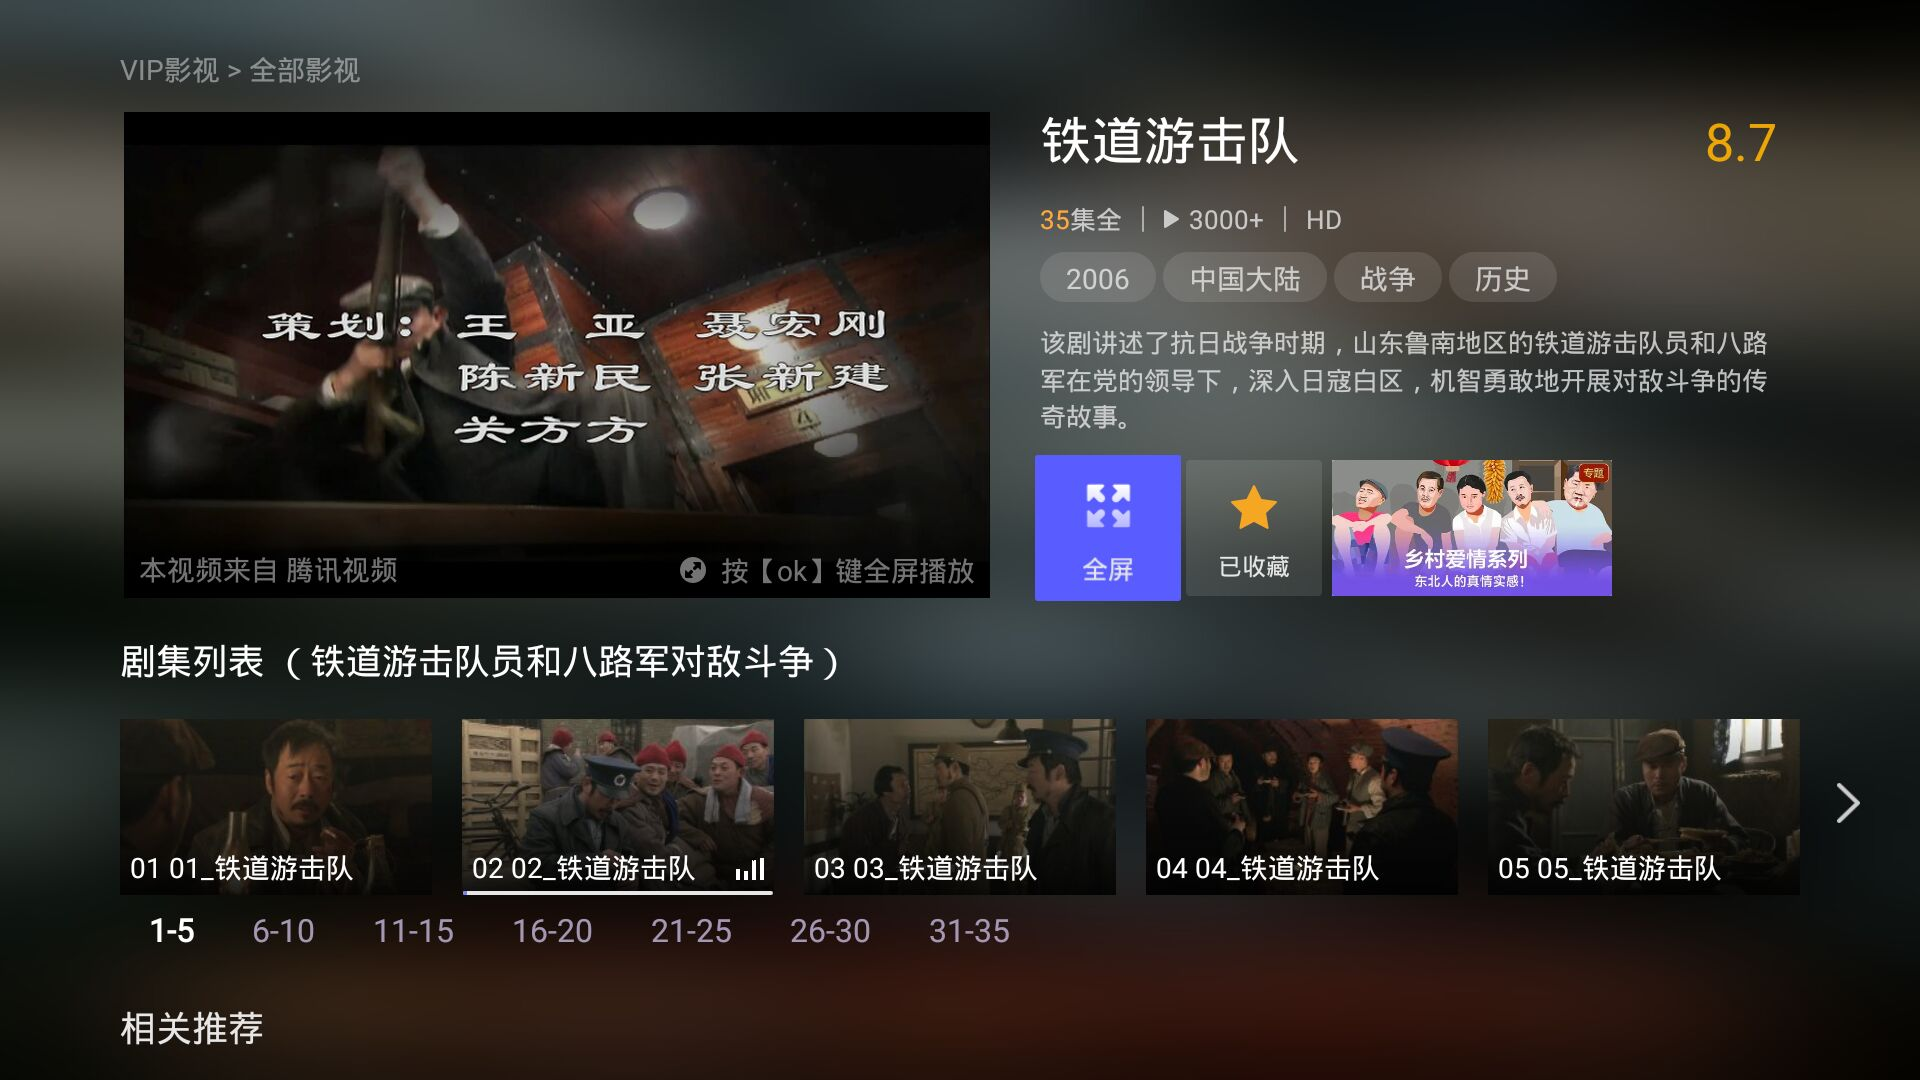 VIP影视 > 全部影视
策划：王 亚 聂宏刚
陈新民 张新建
关方方
本视频来自 腾讯视频
按【ok】键全屏播放
铁道游击队
8.7
35集全 | 3000+ | HD
2006 中国大陆 战争 历史
该剧讲述了抗日战争时期，山东鲁南地区的铁道游击队员和八路
军在党的领导下，深入日寇白区，机智勇敢地开展对敌斗争的传
奇故事。
全屏
已收藏
专题
乡村爱情系列
东北人的真情实感！
剧集列表 （铁道游击队员和八路军对敌斗争）
01 01_铁道游击队
02 02_铁道游击队
03 03_铁道游击队
04 04_铁道游击队
05 05_铁道游击队
1-5 6-10 11-15 16-20 21-25 26-30 31-35
相关推荐